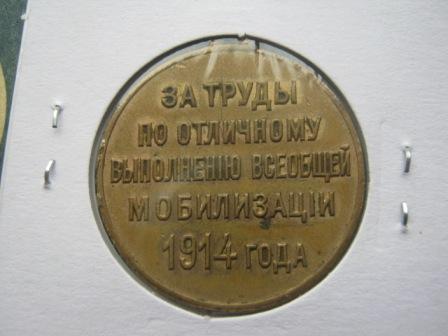 ЗА ТРУДЫ
ПО ОТЛИЧНОМУ
ВЫПОЛНЕНІЮ ВСЕОБЩЕЙ
МОБИЛИЗАЦІИ
1914 ГОДА